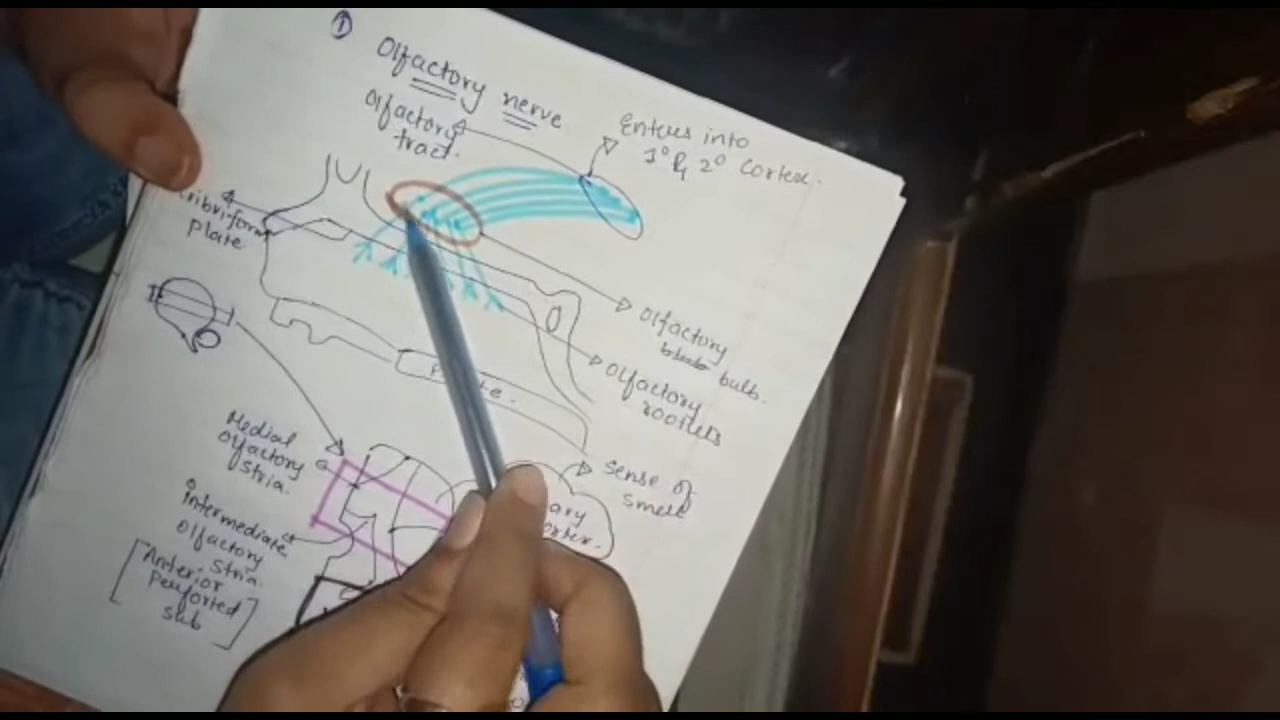 ①
Olfactory nerve
Olfactory
tract.
Enters into
1° & 2° Cortex.
cribriform
plate
Olfactory
bulb.
Olfactory
rootlets
Sense of
smell
Medial
olfactory
stria.
Intermediate
olfactory
stria.
[Anterior
Perforted
sub]